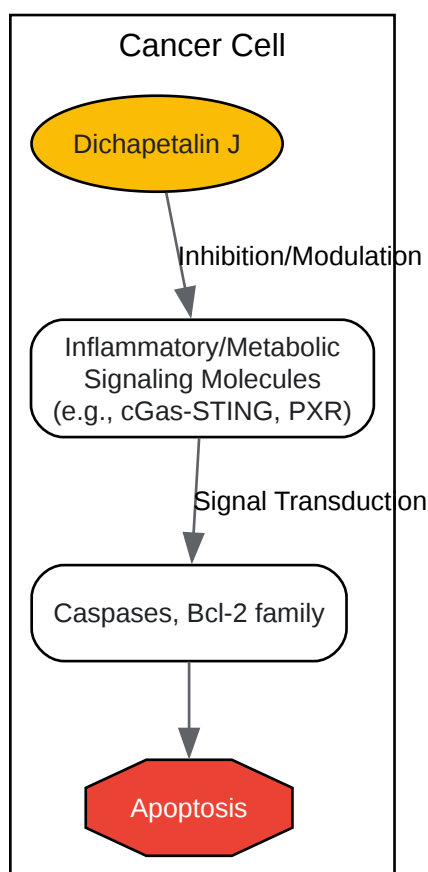 Cancer Cell
Dichapetalin J
Inhibition/Modulation
Inflammatory/Metabolic
Signaling Molecules
(e.g., cGas-STING, PXR)
Signal Transduction
Caspases, Bcl-2 family
Apoptosis